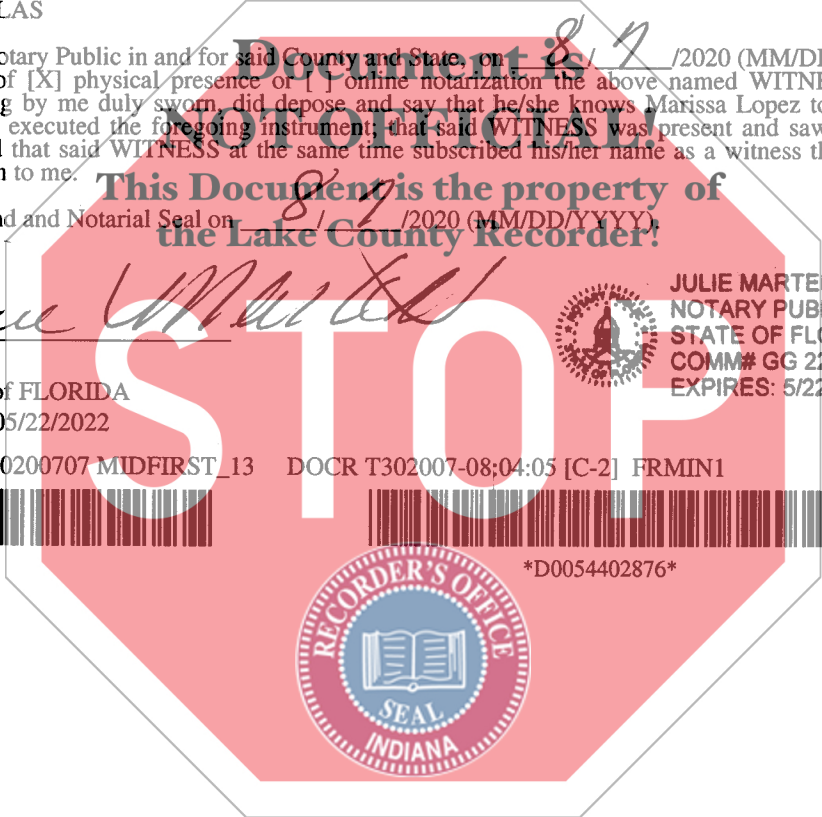 LAS
otary Public in and for said County and State, on 8/7/2020 (MM/DD
of [X] physical presence or [ ] online notarization the above named WITNE
g by me duly sworn, did depose and say that he/she knows Marissa Lopez to
executed the foregoing instrument; that said WITNESS was present and saw
d that said WITNESS at the same time subscribed his/her name as a witness th
n to me.
nd and Notarial Seal on 8/7/2020 (MM/DD/YYYY).
Document is
NOT OFFICIAL!
This Document is the property of
the Lake County Recorder!
JULIE MARTE
NOTARY PUB
STATE OF FLO
COMM# GG 22
EXPIRES: 5/22
STOP
of FLORIDA
05/22/2022
0200707 MIDFIRST_13 DOCR T302007-08:04:05 [C-2] FRMIN1
*D0054402876*
RECORDER'S OFFICE
SEAL
INDIANA